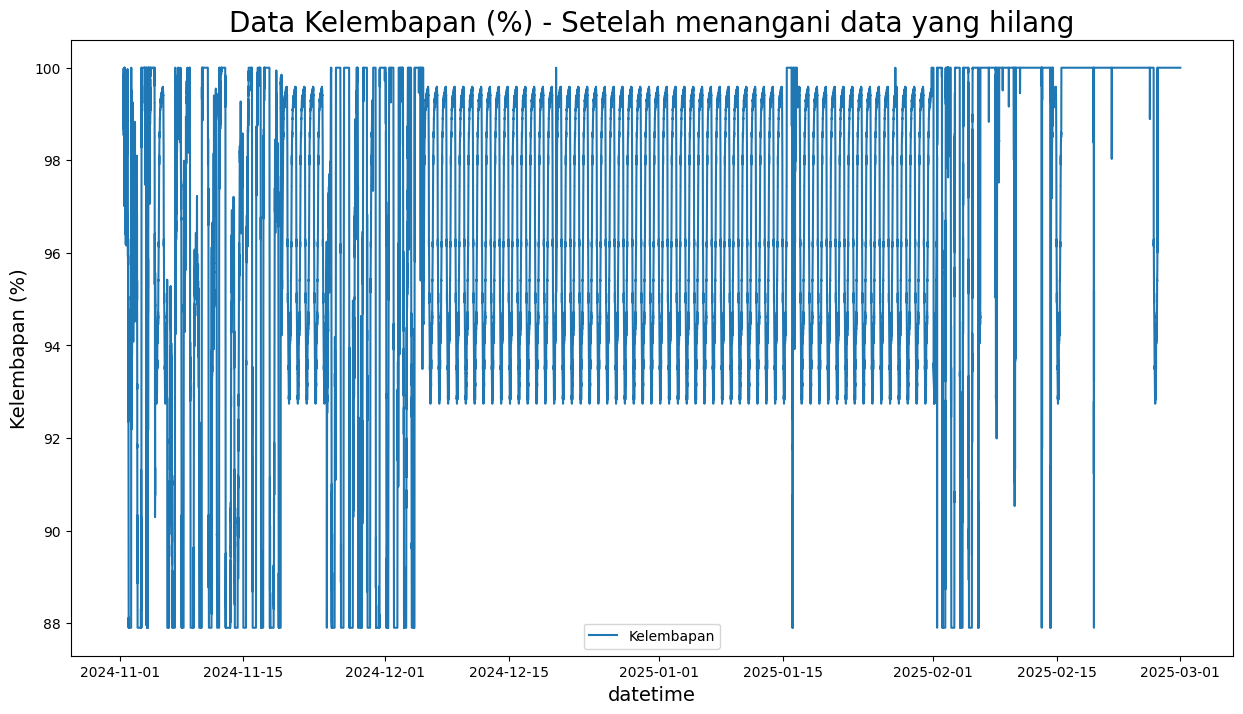 Data Kelembapan (%) - Setelah menangani data yang hilang
Kelembapan (%)
100
98
96
94
92
90
88
Kelembapan
2024-11-01 2024-11-15 2024-12-01 2024-12-15 2025-01-01 2025-01-15 2025-02-01 2025-02-15 2025-03-01
datetime